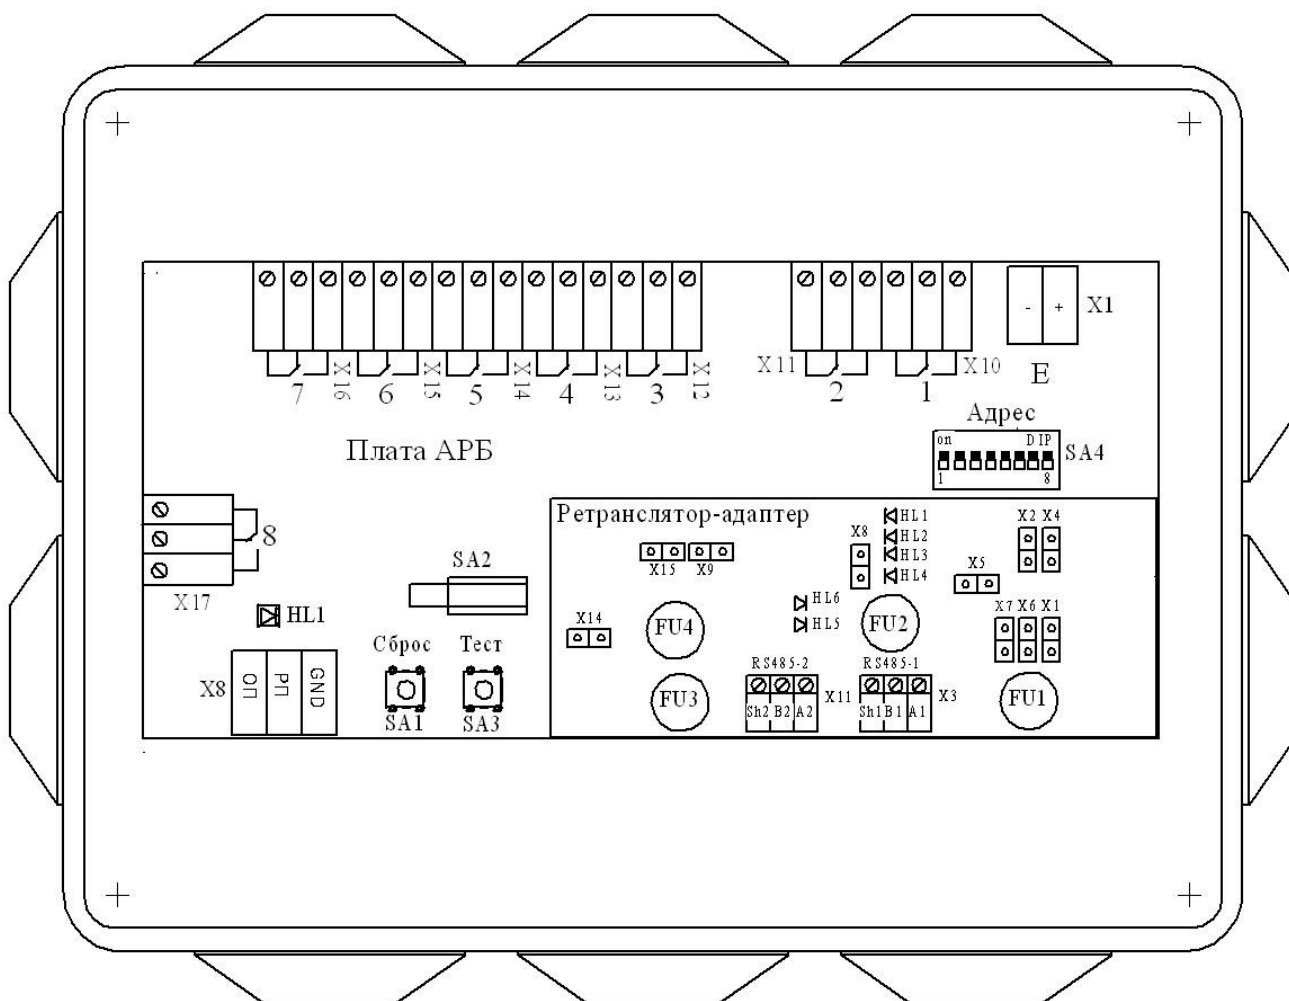 - + X1
7 X16 6 X15 5 X14 4 X13 3 X12 X11 2 1 X10 E
Адрес
Плата АРБ
on DIP SA4
1 8
8
X17
HL1
X8 ОП РП GND
SA2
Сброс Тест
SA1 SA3
Ретранслятор-адаптер
HL1
HL2
HL3
HL4
X8
X2 X4
X15 X9
X5
HL6
HL5
X14
FU4
FU2
X7 X6 X1
RS485-2 RS485-1
FU3
X11
X3
FU1
Sh2 B2 A2
Sh1 B1 A1